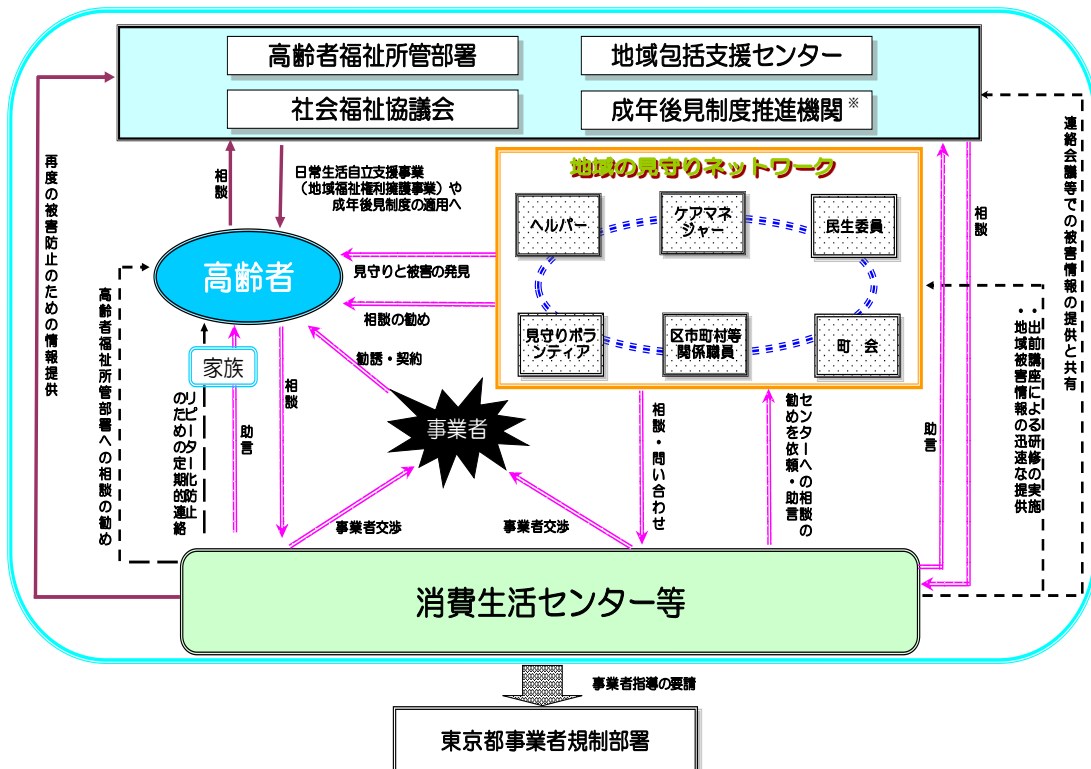 高齢者福祉所管部署
地域包括支援センター
社会福祉協議会
成年後見制度推進機関※
再度の被害防止のための情報提供
相談
日常生活自立支援事業
（地域福祉権利擁護事業）や
成年後見制度の適用へ
地域の見守りネットワーク
ヘルパー
ケアマネ
ジャー
民生委員
見守りボラ
ンティア
区市町村等
関係職員
町　会
高齢者
見守りと被害の発見
相談の勧め
勧誘・契約
家族
事業者
高齢者福祉所管部署への相談の勧め
リピーター化防止
のための定期的連絡
助言
相談
事業者交渉
事業者交渉
相談・問い合わせ
センターへの相談の
勧めを依頼・助言
助言
相談
連絡会議等での被害情報の提供と共有
・出前講座による研修の実施
・地域被害情報の迅速な提供
消費生活センター等
事業者指導の要請
東京都事業者規制部署